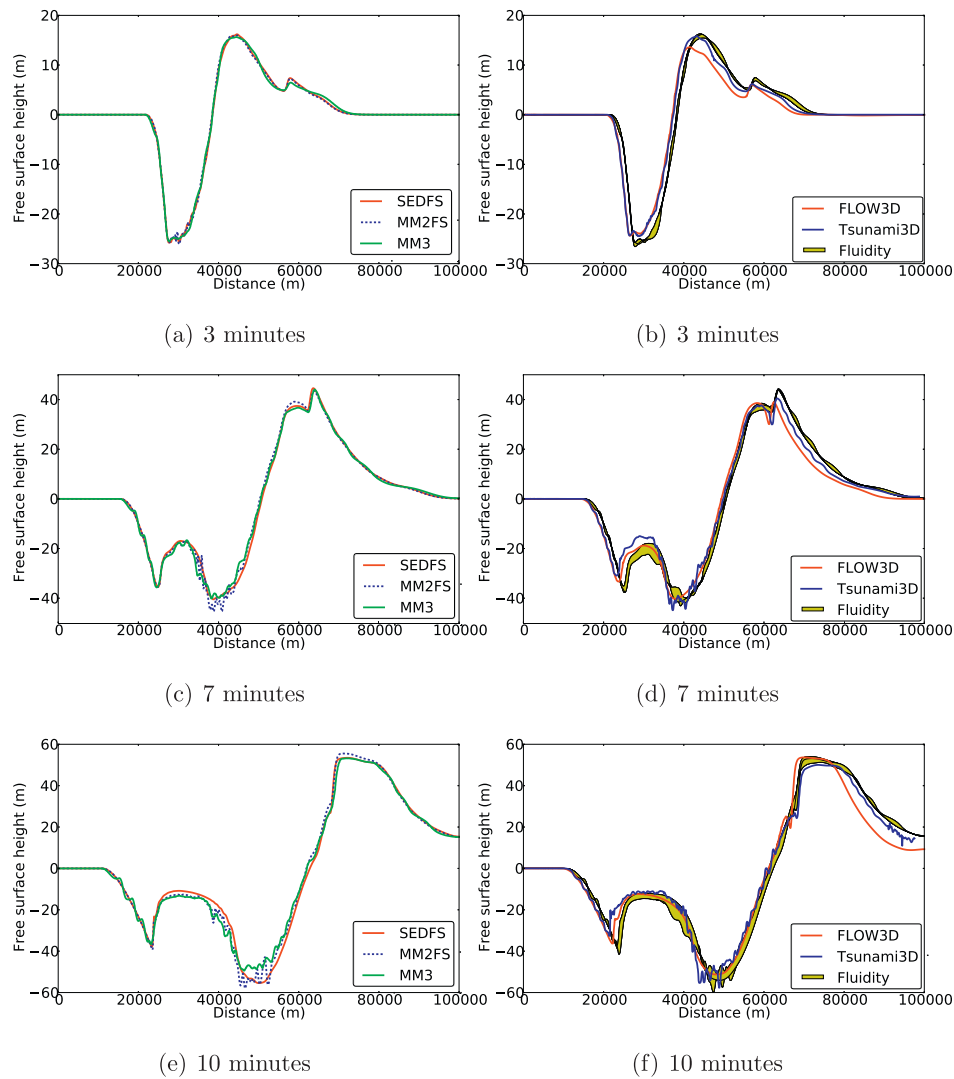 20
10
0
−10
−20
−30
Free surface height (m)
SEDFS
MM2FS
MM3
0 20000 40000 60000 80000 100000
Distance (m)
(a) 3 minutes
20
10
0
−10
−20
−30
Free surface height (m)
FLOW3D
Tsunami3D
Fluidity
0 20000 40000 60000 80000 100000
Distance (m)
(b) 3 minutes
40
20
0
−20
−40
Free surface height (m)
SEDFS
MM2FS
MM3
0 20000 40000 60000 80000 100000
Distance (m)
(c) 7 minutes
40
20
0
−20
−40
Free surface height (m)
FLOW3D
Tsunami3D
Fluidity
0 20000 40000 60000 80000 100000
Distance (m)
(d) 7 minutes
60
40
20
0
−20
−40
−60
Free surface height (m)
SEDFS
MM2FS
MM3
0 20000 40000 60000 80000 100000
Distance (m)
(e) 10 minutes
60
40
20
0
−20
−40
−60
Free surface height (m)
FLOW3D
Tsunami3D
Fluidity
0 20000 40000 60000 80000 100000
Distance (m)
(f) 10 minutes